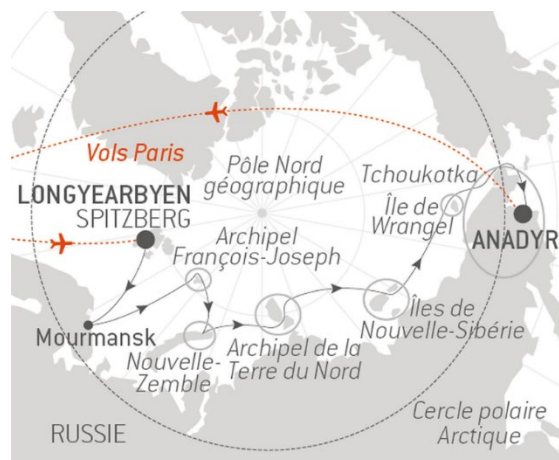 Vols Paris
Pôle Nord
géographique
Tchoukotka
LONGYEARBYEN
SPITZBERG
Île de
Wrangel
ANADYR
Archipel
François-Joseph
Mourmansk
Nouvelle-
Zemble
Archipel de la
Terre du Nord
Îles de
Nouvelle-Sibérie
RUSSIE
Cercle polaire
Arctique